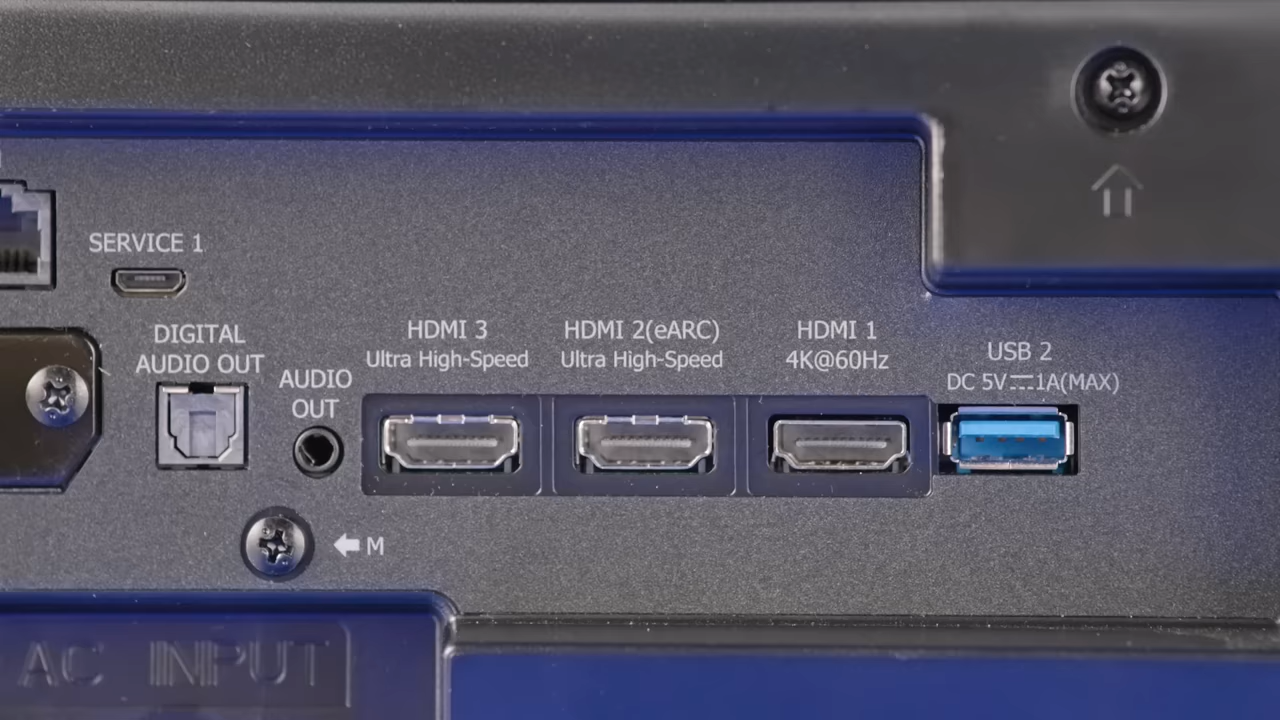 SERVICE 1
DIGITAL
AUDIO OUT
AUDIO
OUT
HDMI 3
Ultra High-Speed
HDMI 2(eARC)
Ultra High-Speed
HDMI 1
4K@60Hz
USB 2
DC 5V⎓1A(MAX)
M
AC INPUT